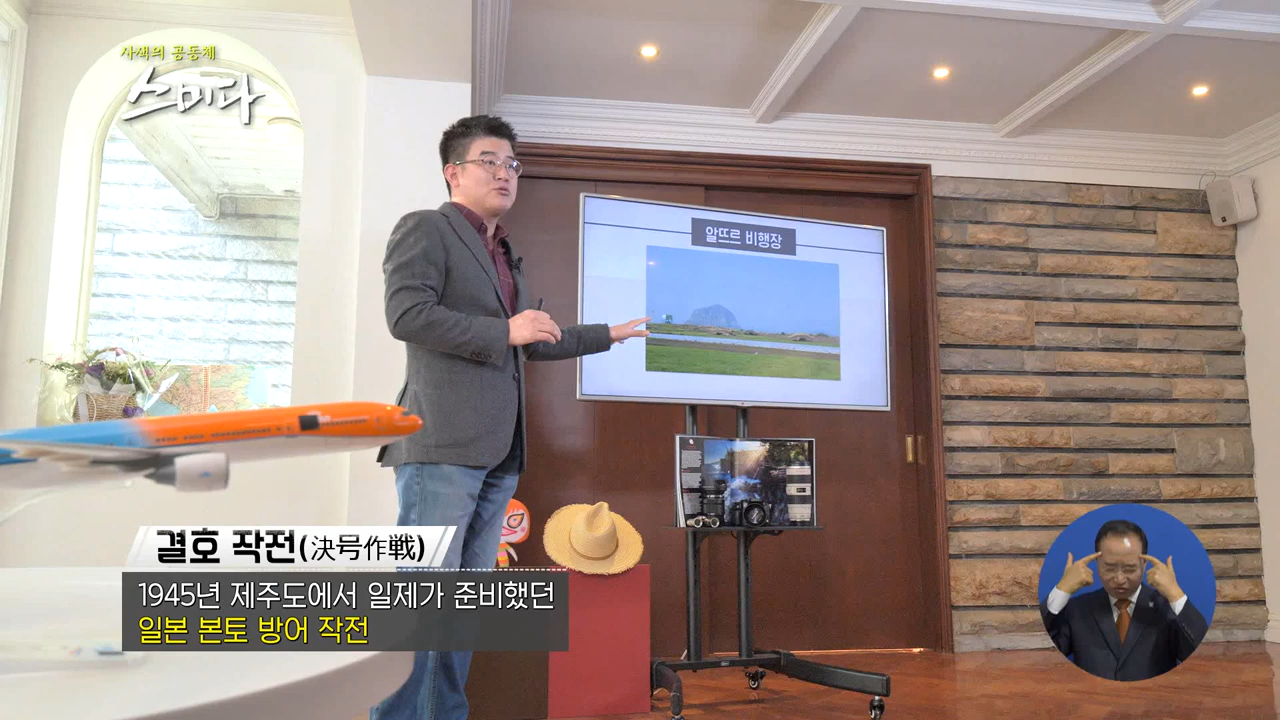 사색의 공동체
스미다
알뜨르 비행장
결호 작전(決号作戦)
1945년 제주도에서 일제가 준비했던
일본 본토 방어 작전